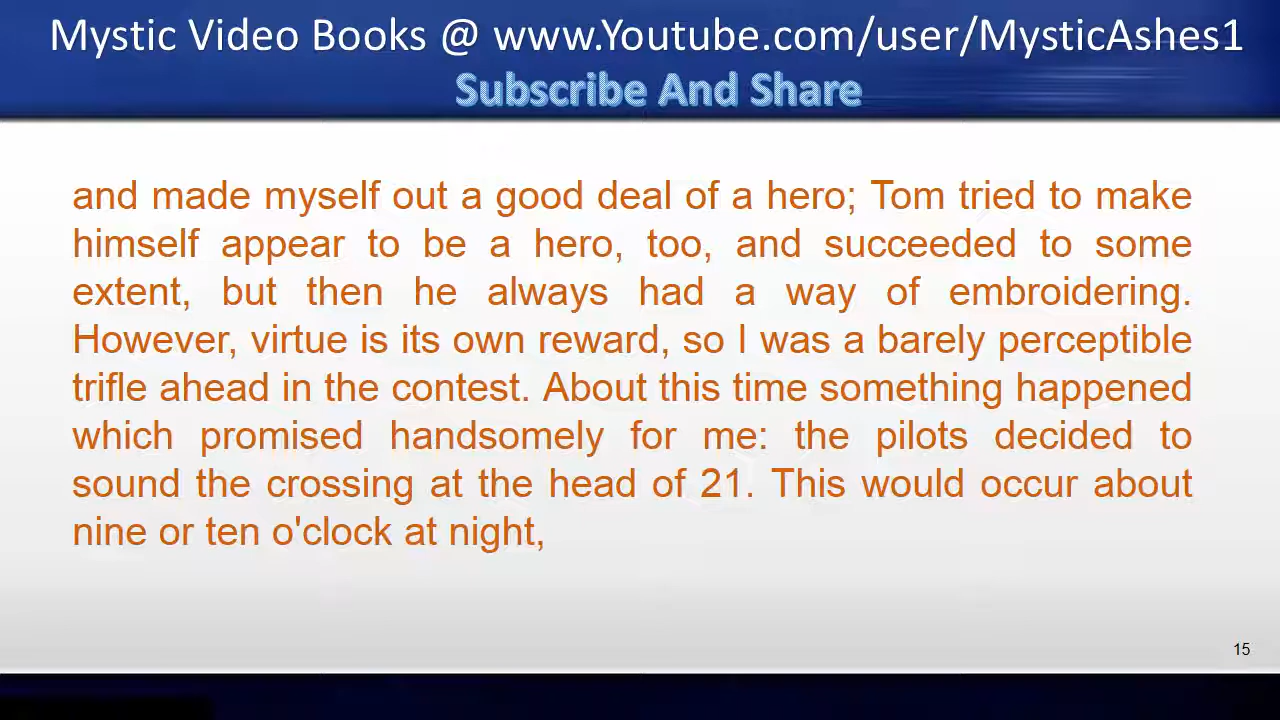 Mystic Video Books @ www.Youtube.com/user/MysticAshes1
Subscribe And Share
and made myself out a good deal of a hero; Tom tried to make
himself appear to be a hero, too, and succeeded to some
extent, but then he always had a way of embroidering.
However, virtue is its own reward, so I was a barely perceptible
trifle ahead in the contest. About this time something happened
which promised handsomely for me: the pilots decided to
sound the crossing at the head of 21. This would occur about
nine or ten o'clock at night,
15